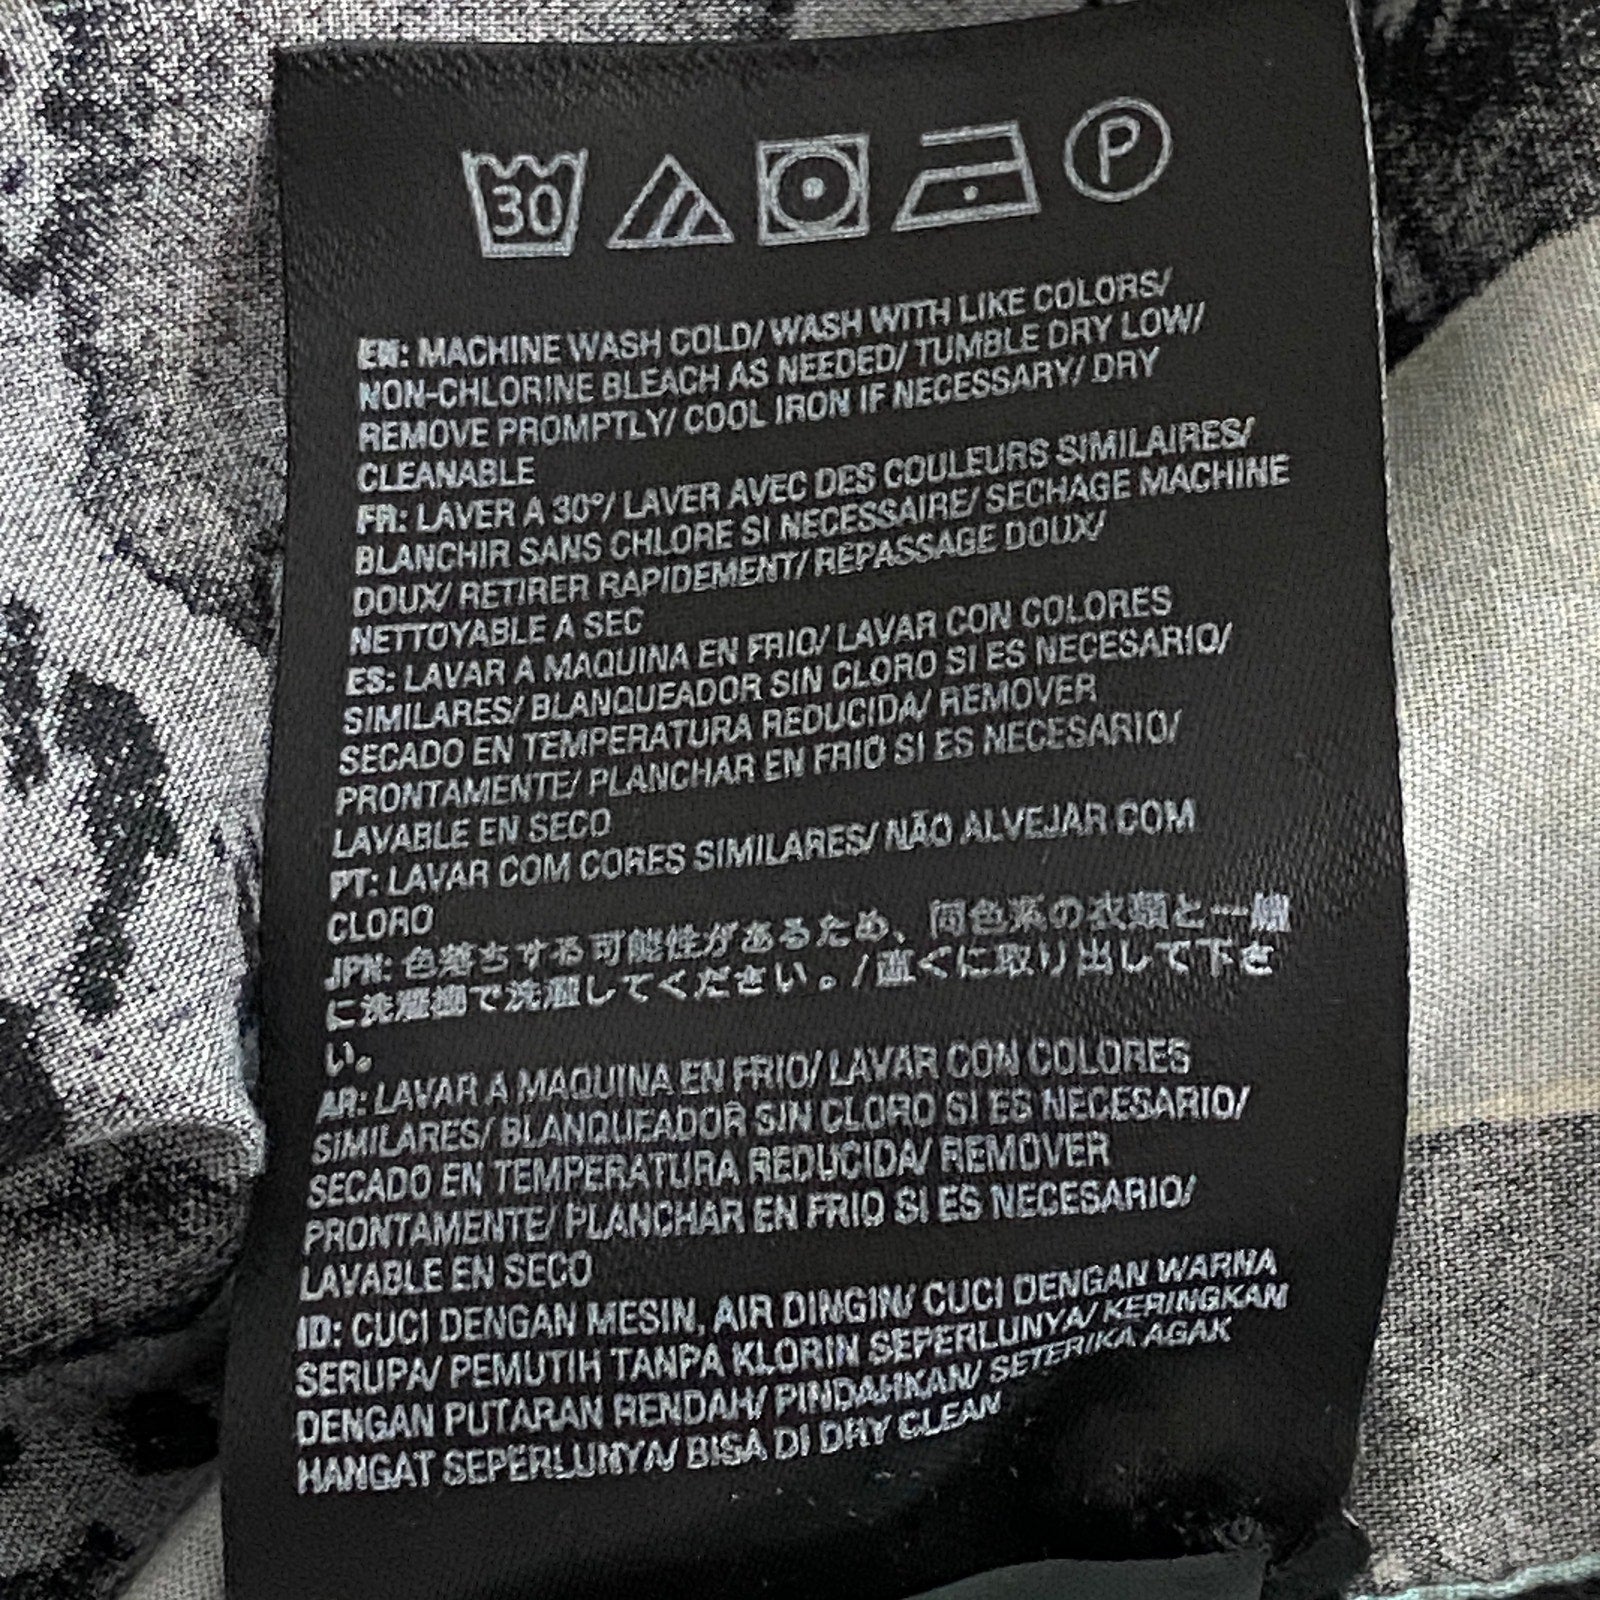 30 P
EN: MACHINE WASH COLD/ WASH WITH LIKE COLORS/
NON-CHLORINE BLEACH AS NEEDED/ TUMBLE DRY LOW/
REMOVE PROMPTLY/ COOL IRON IF NECESSARY/ DRY
CLEANABLE
FR: LAVER A 30°/ LAVER AVEC DES COULEURS SIMILAIRES/
BLANCHIR SANS CHLORE SI NECESSAIRE/ SECHAGE MACHINE
DOUX/ RETIRER RAPIDEMENT/ REPASSAGE DOUX/
NETTOYABLE A SEC
ES: LAVAR A MAQUINA EN FRIO/ LAVAR CON COLORES
SIMILARES/ BLANQUEADOR SIN CLORO SI ES NECESARIO/
SECADO EN TEMPERATURA REDUCIDA/ REMOVER
PRONTAMENTE/ PLANCHAR EN FRIO SI ES NECESARIO/
LAVABLE EN SECO
PT: LAVAR COM CORES SIMILARES/ NÃO ALVEJAR COM
CLORO
JPN: 色落ちする可能性があるため、同色系の衣類と一緒
に洗濯機で洗濯してください。/直ぐに取り出して下さ
い。
AR: LAVAR A MAQUINA EN FRIO/ LAVAR CON COLORES
SIMILARES/ BLANQUEADOR SIN CLORO SI ES NECESARIO/
SECADO EN TEMPERATURA REDUCIDA/ REMOVER
PRONTAMENTE/ PLANCHAR EN FRIO SI ES NECESARIO/
LAVABLE EN SECO
ID: CUCI DENGAN MESIN, AIR DINGIN/ CUCI DENGAN WARNA
SERUPA/ PEMUTIH TANPA KLORIN SEPERLUNYA/ KERINGKAN
DENGAN PUTARAN RENDAH/ PINDAHKAN/ SETERIKA AGAK
HANGAT SEPERLUNYA/ BISA DI DRY CLEAN